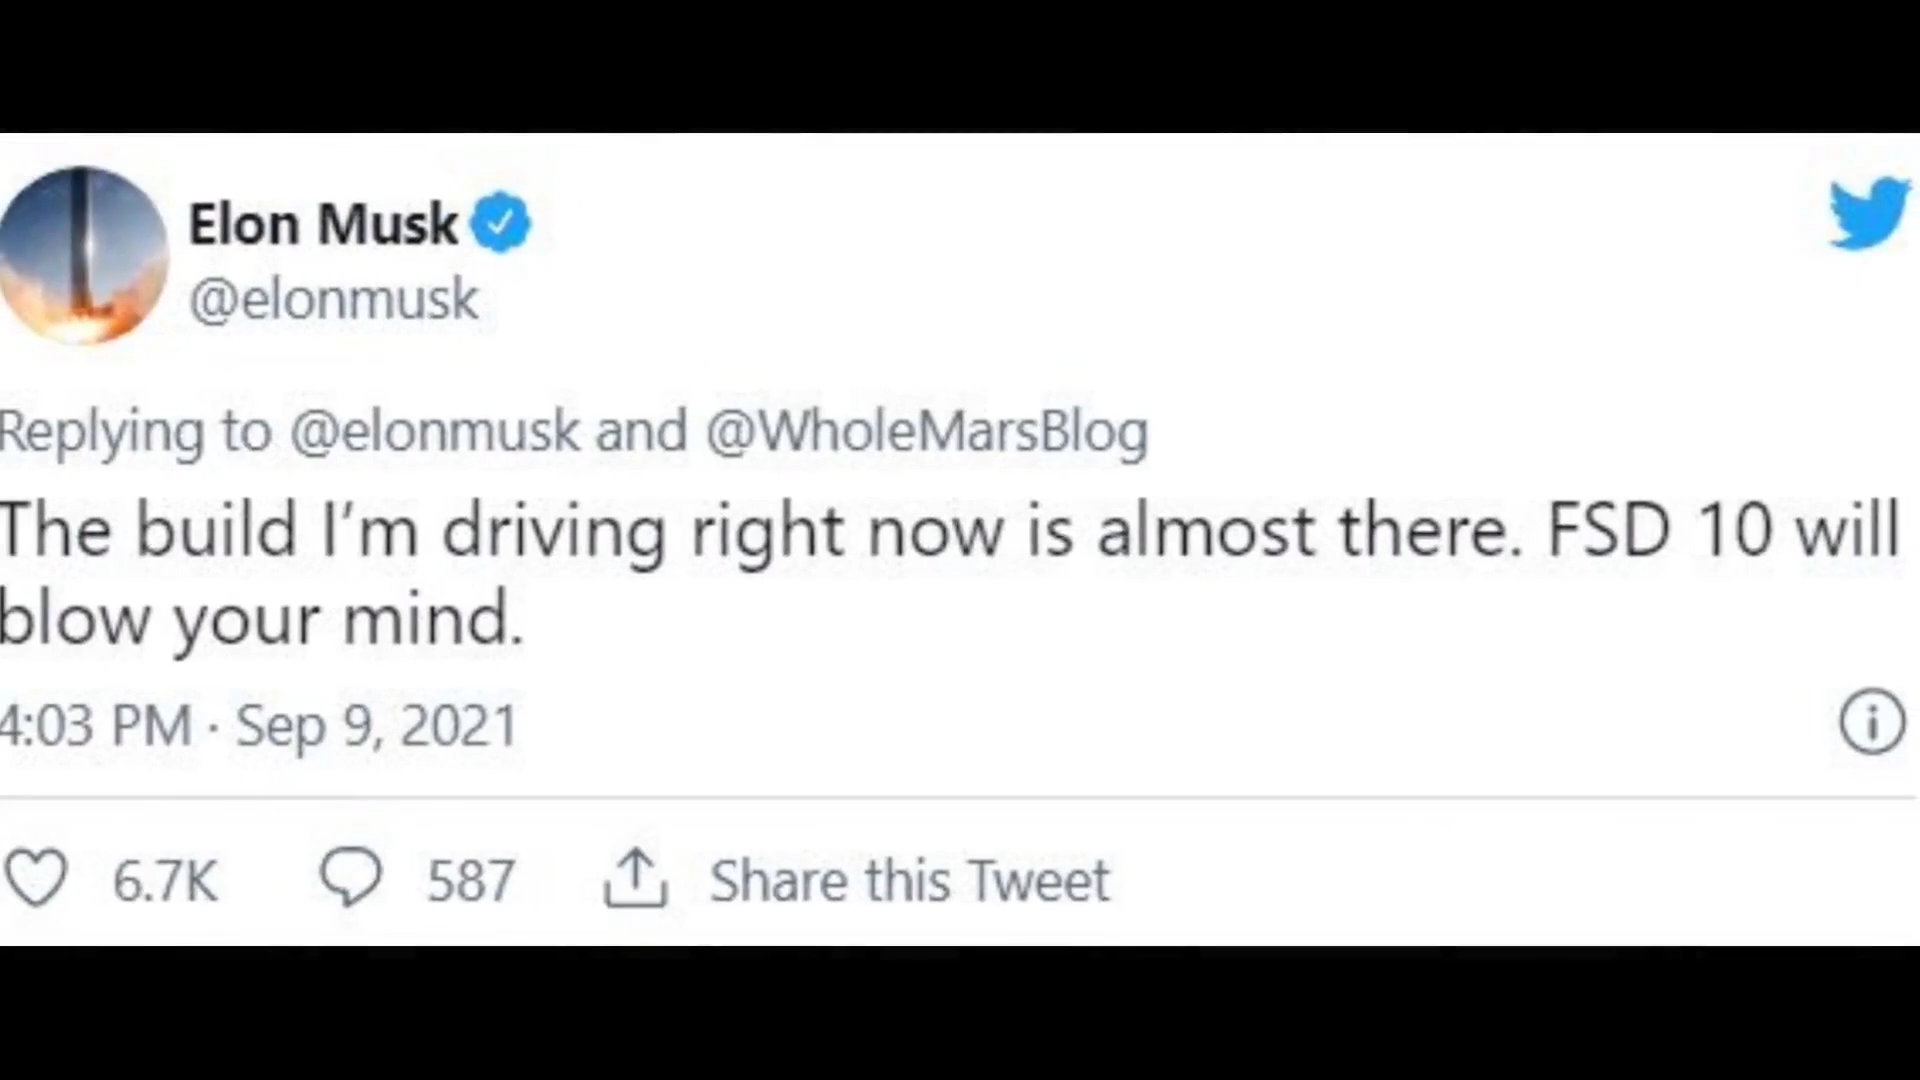 Elon Musk
@elonmusk
Replying to @elonmusk and @WholeMarsBlog
The build I’m driving right now is almost there. FSD 10 will
blow your mind.
4:03 PM · Sep 9, 2021
6.7K 587 Share this Tweet